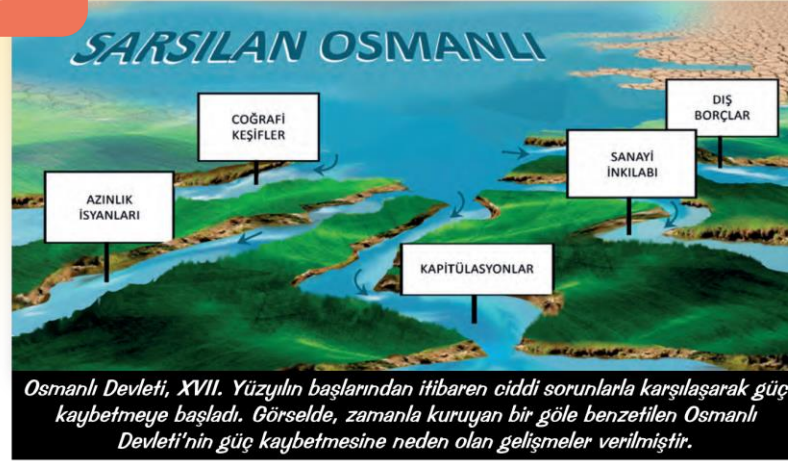 SARSILAN OSMANLI
COĞRAFİ
KEŞİFLER
DIŞ
BORÇLAR
SANAYİ
İNKILABI
AZINLIK
İSYANLARI
KAPİTÜLASYONLAR
Osmanlı Devleti, XVII. Yüzyılın başlarından itibaren ciddi sorunlarla karşılaşarak güç
kaybetmeye başladı. Görselde, zamanla kuruyan bir göle benzetilen Osmanlı
Devleti'nin güç kaybetmesine neden olan gelişmeler verilmiştir.